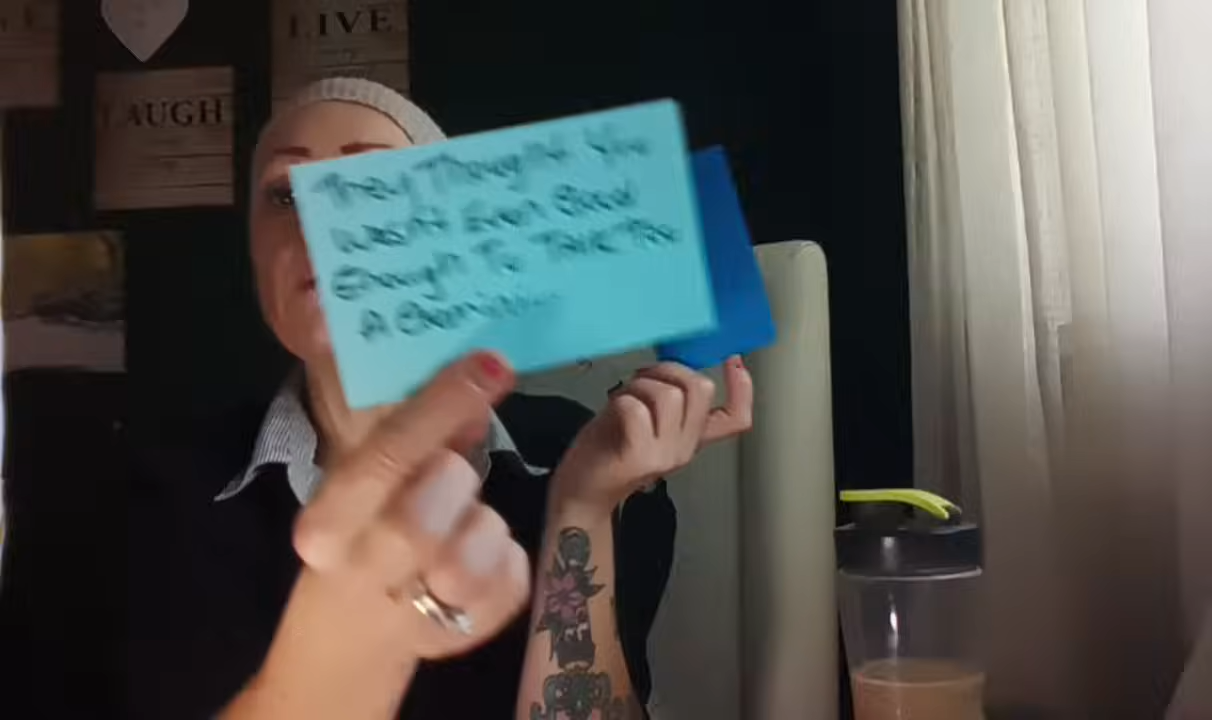 LIVE
LAUGH
They Thought You
Wasn't Even Good
Enough To Take You
A